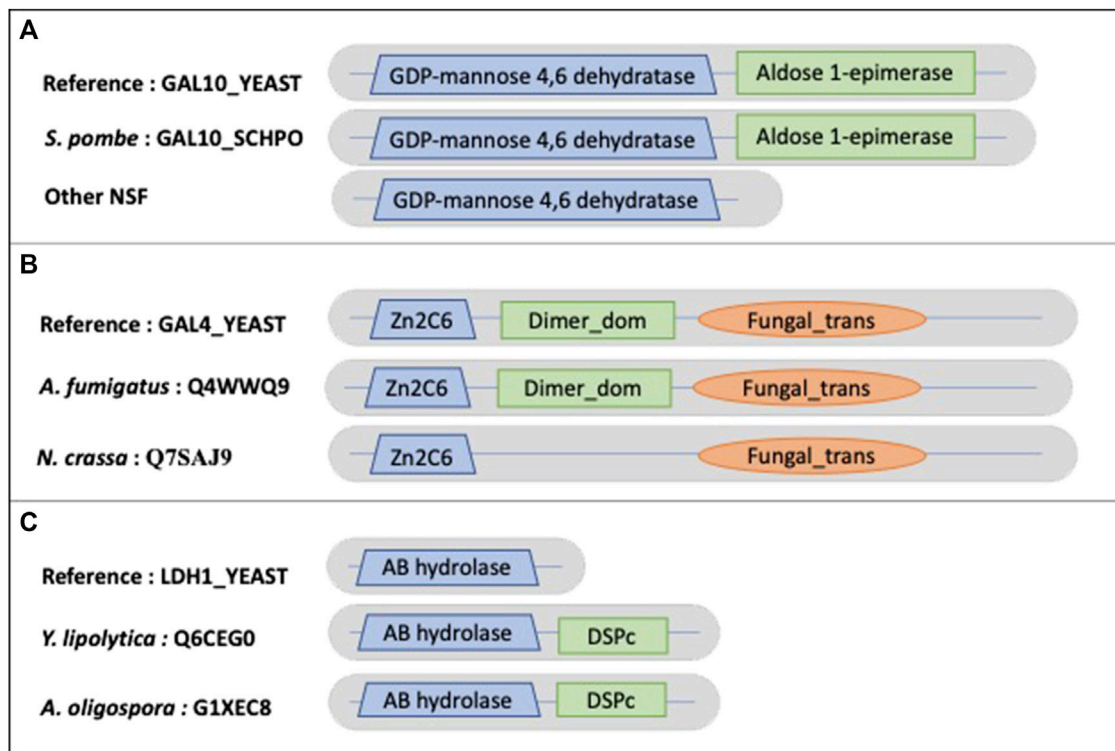 A
Reference : GAL10_YEAST GDP-mannose 4,6 dehydratase Aldose 1-epimerase
S. pombe : GAL10_SCHPO GDP-mannose 4,6 dehydratase Aldose 1-epimerase
Other NSF GDP-mannose 4,6 dehydratase
B
Reference : GAL4_YEAST Zn2C6 Dimer_dom Fungal_trans
A. fumigatus : Q4WWQ9 Zn2C6 Dimer_dom Fungal_trans
N. crassa : Q7SAJ9 Zn2C6 Fungal_trans
C
Reference : LDH1_YEAST AB hydrolase
Y. lipolytica : Q6CEG0 AB hydrolase DSPc
A. oligospora : G1XEC8 AB hydrolase DSPc